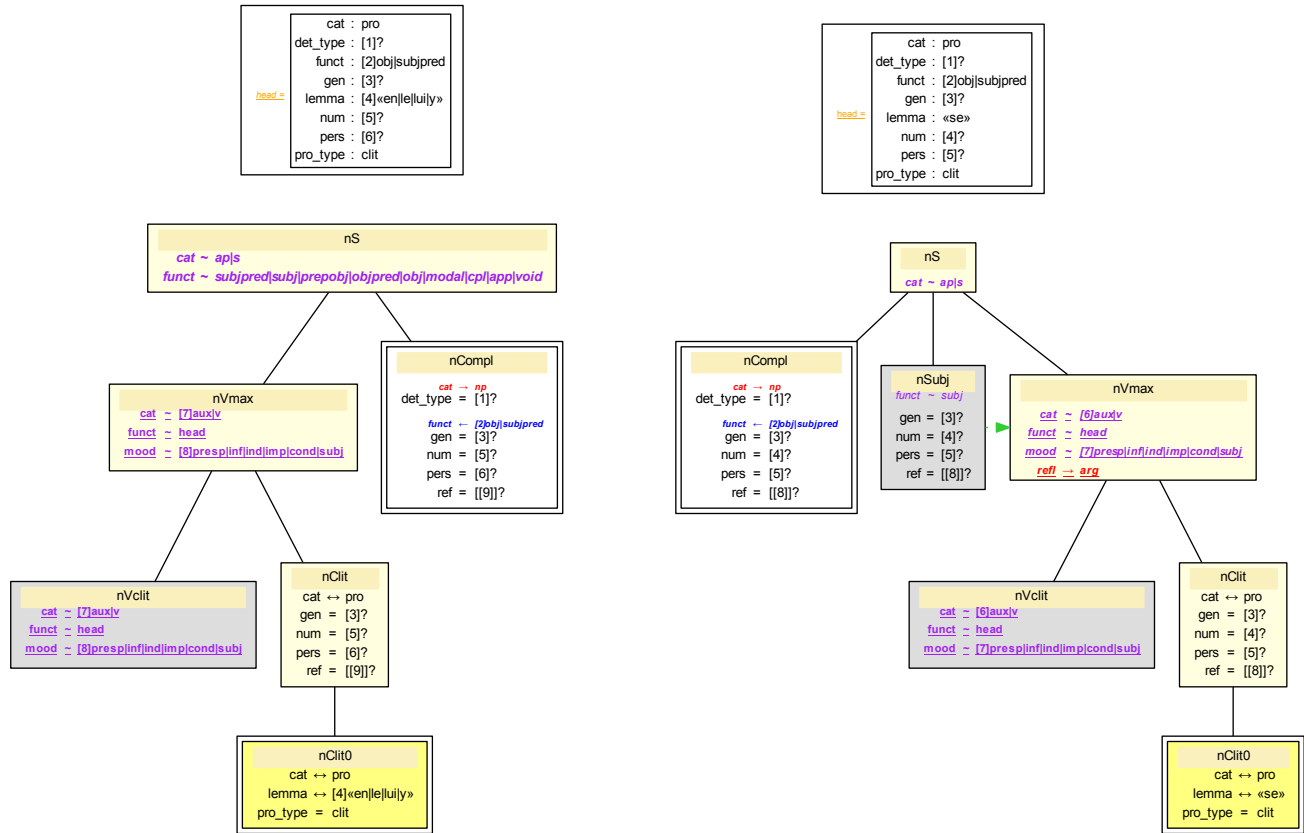 cat : pro
det_type : [1]?
funct : [2]obj|subjpred
gen : [3]?
head =
lemma : [4]«en|le|lui|y»
num : [5]?
pers : [6]?
pro_type : clit
nS
cat ~ ap|s
funct ~ subjpred|subj|prepobj|objpred|obj|modal|cpl|app|void
nCompl
cat → np
det_type = [1]?
funct ← [2]obj|subjpred
gen = [3]?
num = [5]?
pers = [6]?
ref = [[9]]?
nVmax
cat ~ [7]aux|v
funct ~ head
mood ~ [8]presp|inf|ind|imp|cond|subj
nVclit
cat ~ [7]aux|v
funct ~ head
mood ~ [8]presp|inf|ind|imp|cond|subj
nClit
cat ↔ pro
gen = [3]?
num = [5]?
pers = [6]?
ref = [[9]]?
nClit0
cat ↔ pro
lemma ↔ [4]«en|le|lui|y»
pro_type = clit
cat : pro
det_type : [1]?
funct : [2]obj|subjpred
gen : [3]?
head =
lemma : «se»
num : [4]?
pers : [5]?
pro_type : clit
nS
cat ~ ap|s
nCompl
cat → np
det_type = [1]?
funct ← [2]obj|subjpred
gen = [3]?
num = [4]?
pers = [5]?
ref = [[8]]?
nSubj
funct ~ subj
gen = [3]?
num = [4]?
pers = [5]?
ref = [[8]]?
nVmax
cat ~ [6]aux|v
funct ~ head
mood ~ [7]presp|inf|ind|imp|cond|subj
refl → arg
nVclit
cat ~ [6]aux|v
funct ~ head
mood ~ [7]presp|inf|ind|imp|cond|subj
nClit
cat ↔ pro
gen = [3]?
num = [4]?
pers = [5]?
ref = [[8]]?
nClit0
cat ↔ pro
lemma ↔ «se»
pro_type = clit